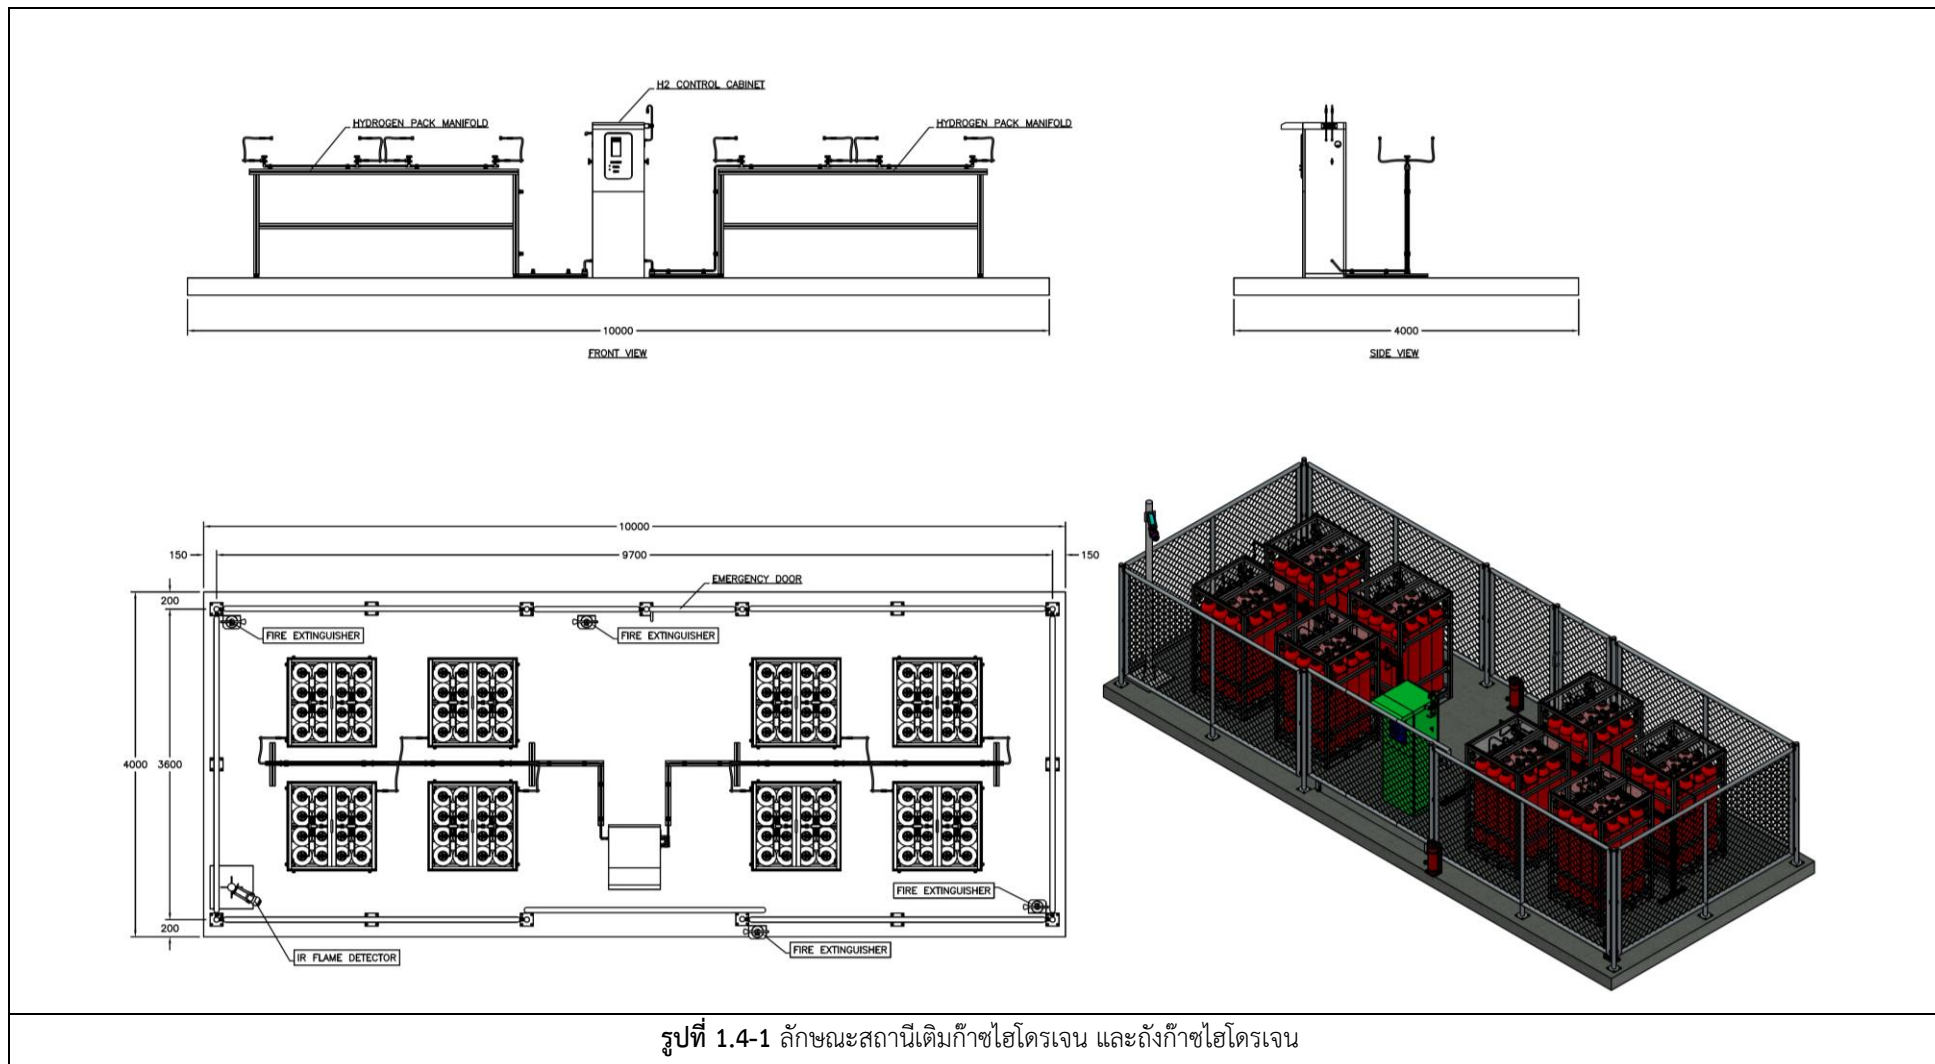 H2 CONTROL CABINET
HYDROGEN PACK MANIFOLD
HYDROGEN PACK MANIFOLD
10000
FRONT VIEW
4000
SIDE VIEW
10000
150
9700
150
EMERGENCY DOOR
200
FIRE EXTINGUISHER
FIRE EXTINGUISHER
4000
3600
FIRE EXTINGUISHER
200
FIRE EXTINGUISHER
IR FLAME DETECTOR
รูปที่ 1.4-1 ลักษณะสถานีเติมก๊าซไฮโดรเจน และถังก๊าซไฮโดรเจน